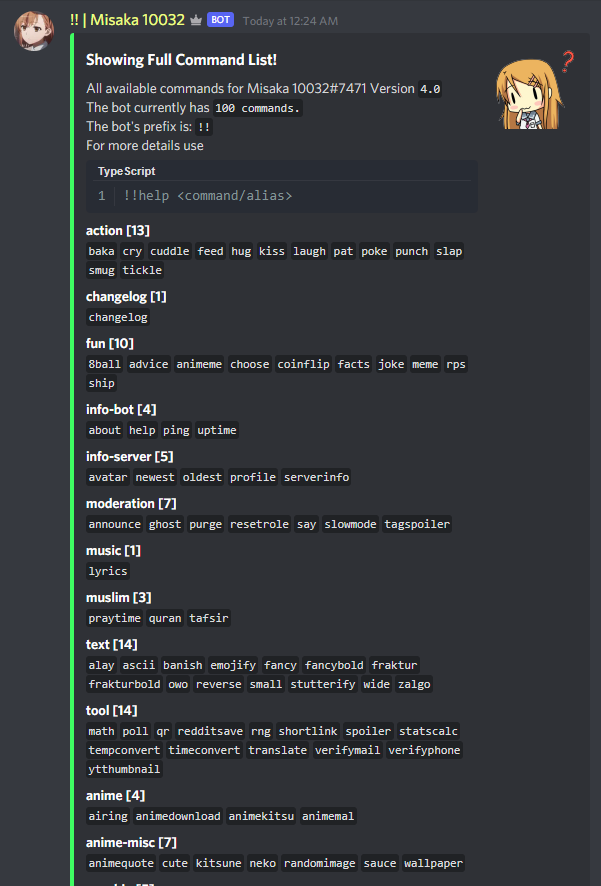 !! | Misaka 10032 BOT Today at 12:24 AM
Showing Full Command List!
?
All available commands for Misaka 10032#7471 Version 4.0
The bot currently has 100 commands.
The bot's prefix is: !!
For more details use
TypeScript
1 !!help <command/alias>
action [13]
baka cry cuddle feed hug kiss laugh pat poke punch slap
smug tickle
changelog [1]
changelog
fun [10]
8ball advice animeme choose coinflip facts joke meme rps
ship
info-bot [4]
about help ping uptime
info-server [5]
avatar newest oldest profile serverinfo
moderation [7]
announce ghost purge resetrole say slowmode tagspoiler
music [1]
lyrics
muslim [3]
praytime quran tafsir
text [14]
alay ascii banish emojify fancy fancybold fraktur
frakturbold owo reverse small stutterify wide zalgo
tool [14]
math poll qr redditsave rng shortlink spoiler statscalc
tempconvert timeconvert translate verifymail verifyphone
ytthumbnail
anime [4]
airing animedownload animekitsu animemal
anime-misc [7]
animequote cute kitsune neko randomimage sauce wallpaper